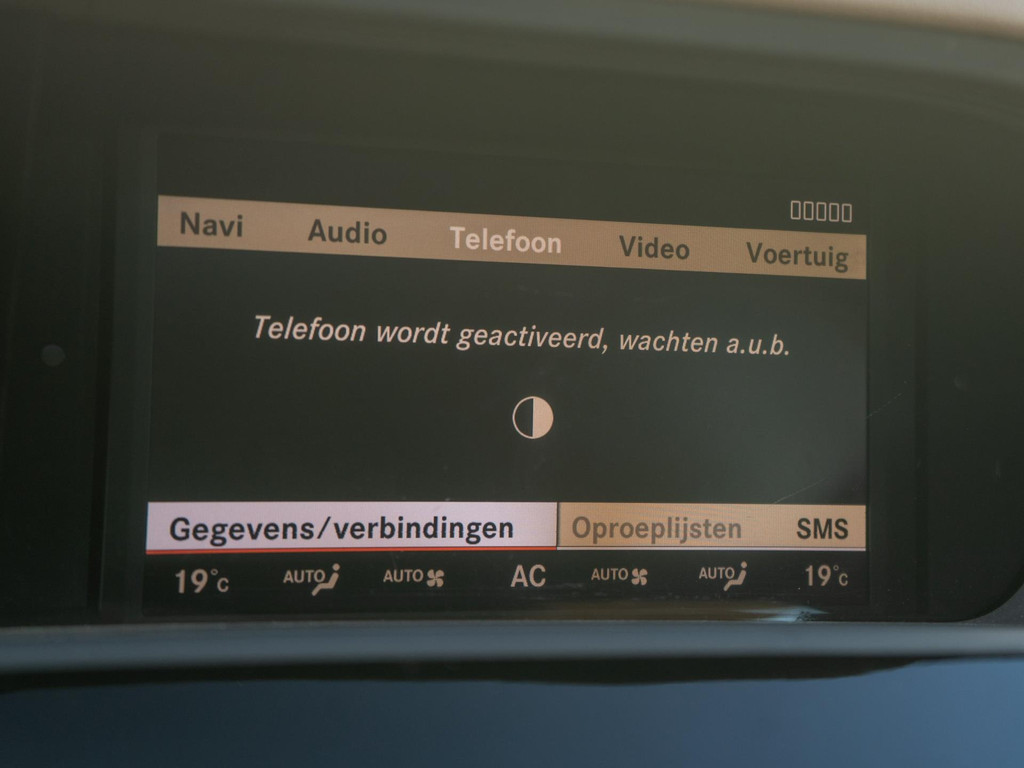 Navi Audio Telefoon Video Voertuig
Telefoon wordt geactiveerd, wachten a.u.b.
Gegevens/verbindingen Oproeplijsten SMS
19°C AUTO AUTO AC AUTO AUTO 19°C